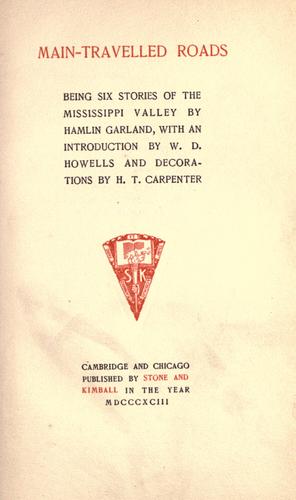 MAIN-TRAVELLED ROADS
BEING SIX STORIES OF THE
MISSISSIPPI VALLEY BY
HAMLIN GARLAND, WITH AN
INTRODUCTION BY W. D.
HOWELLS AND DECORA-
TIONS BY H. T. CARPENTER
S K
CAMBRIDGE AND CHICAGO
PUBLISHED BY STONE AND
KIMBALL IN THE YEAR
MDCCCXCIII